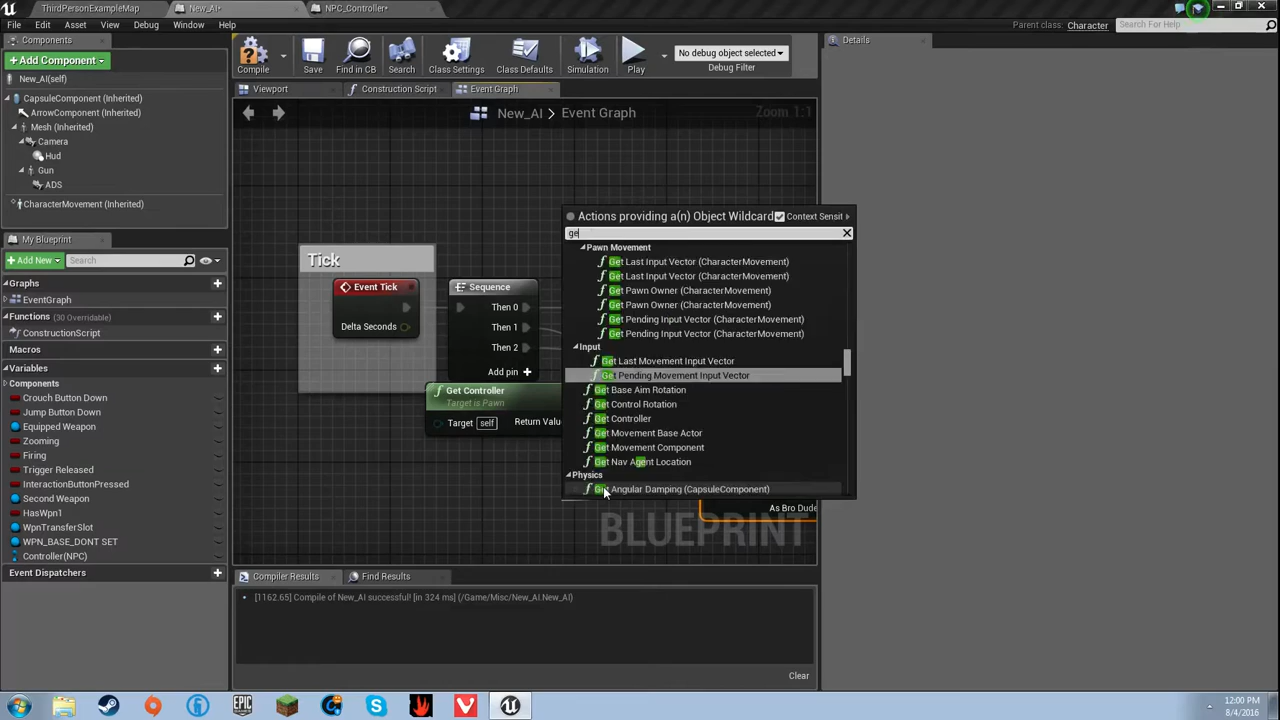 ThirdPersonExampleMap
New_AI*
NPC_Controller*
File Edit Asset View Debug Window Help
Parent class: Character
Search For Help
Components
+ Add Component
New_AI(self)
CapsuleComponent (Inherited)
ArrowComponent (Inherited)
Mesh (Inherited)
Camera
Hud
Gun
ADS
CharacterMovement (Inherited)
My Blueprint
+ Add New
Search
Graphs
EventGraph
Functions (30 Overridable)
ConstructionScript
Macros
Variables
Components
Crouch Button Down
Jump Button Down
Equipped Weapon
Zooming
Firing
Trigger Released
InteractionButtonPressed
Second Weapon
HasWpn1
WpnTransferSlot
WPN_BASE_DONT SET
Controller(NPC)
Event Dispatchers
Compile
Save
Find in CB
Search
Class Settings
Class Defaults
Simulation
Play
No debug object selected
Debug Filter
Viewport
Construction Script
Event Graph
New_AI > Event Graph
Zoom 1:1
Tick
Event Tick
Delta Seconds
Sequence
Then 0
Then 1
Then 2
Add pin +
Get Controller
Target is Pawn
Target self
Return Valu
Actions providing a(n) Object Wildcard
Context Sensit
ge
Pawn Movement
Get Last Input Vector (CharacterMovement)
Get Last Input Vector (CharacterMovement)
Get Pawn Owner (CharacterMovement)
Get Pawn Owner (CharacterMovement)
Get Pending Input Vector (CharacterMovement)
Get Pending Input Vector (CharacterMovement)
Input
Get Last Movement Input Vector
Get Pending Movement Input Vector
Get Base Aim Rotation
Get Control Rotation
Get Controller
Get Movement Base Actor
Get Movement Component
Get Nav Agent Location
Physics
Get Angular Damping (CapsuleComponent)
As Bro Dude
BLUEPRINT
Compiler Results
Find Results
[1162.65] Compile of New_AI successful! [in 324 ms] (/Game/Misc/New_AI.New_AI)
Clear
Details
EPIC GAMES
12:00 PM
8/4/2016